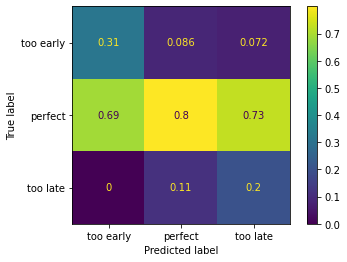 too early 0.31 0.086 0.072
perfect 0.69 0.8 0.73
too late 0 0.11 0.2
too early perfect too late
Predicted label
True label
0.7
0.6
0.5
0.4
0.3
0.2
0.1
0.0